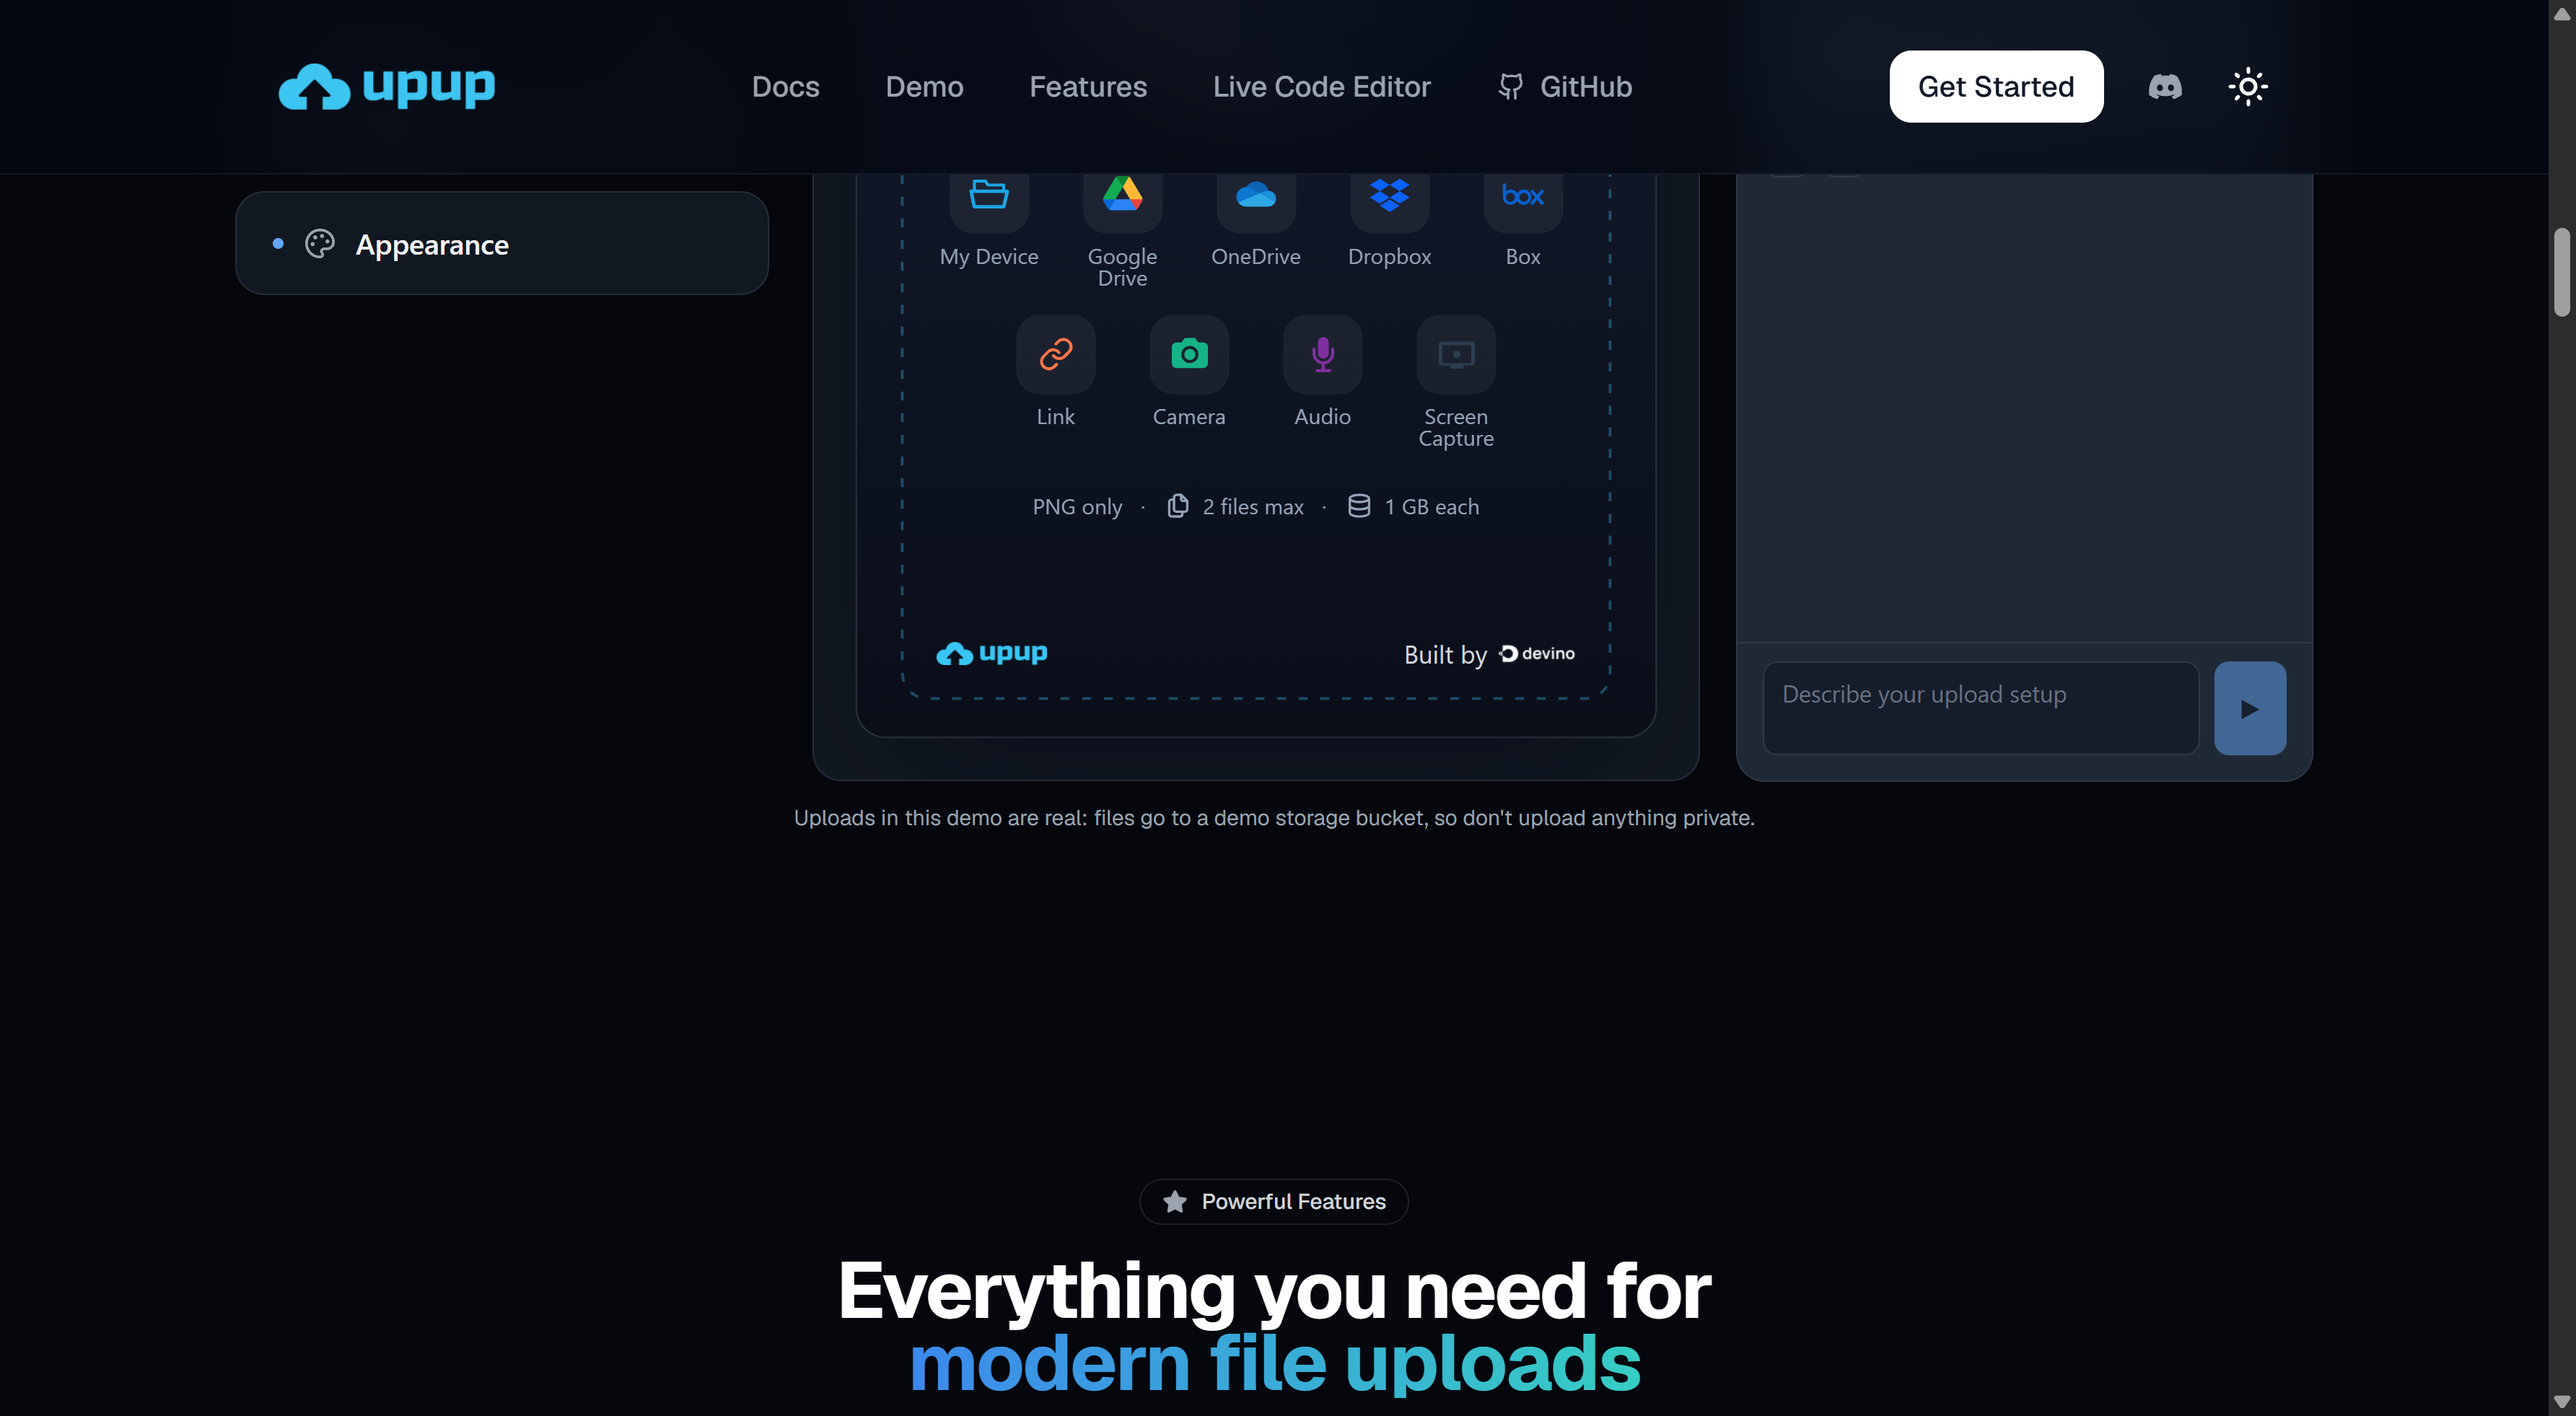 upup
Docs
Demo
Features
Live Code Editor
GitHub
Get Started
Appearance
My Device
Google
Drive
OneDrive
Dropbox
box
Box
Link
Camera
Audio
Screen
Capture
PNG only · 2 files max · 1 GB each
upup
Built by devino
Describe your upload setup
Uploads in this demo are real: files go to a demo storage bucket, so don't upload anything private.
Powerful Features
Everything you need for
modern file uploads